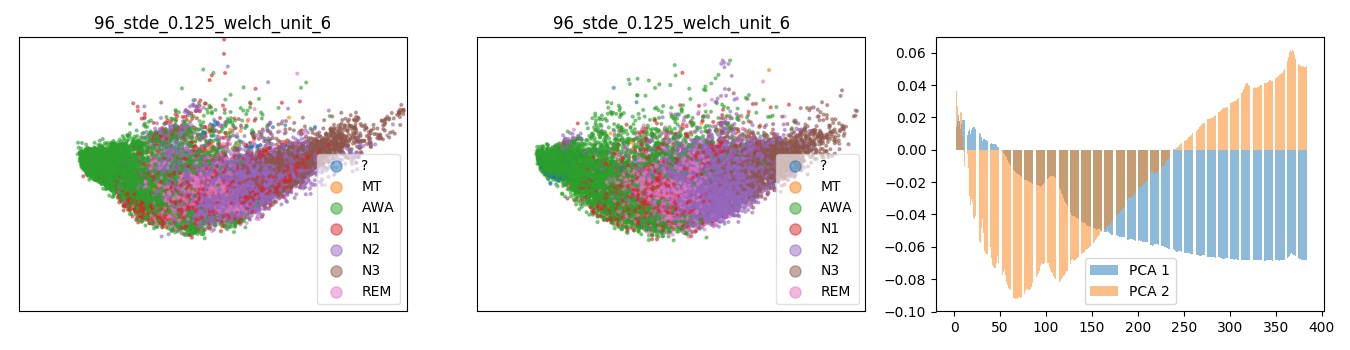 96_stde_0.125_welch_unit_6
?
MT
AWA
N1
N2
N3
REM
96_stde_0.125_welch_unit_6
?
MT
AWA
N1
N2
N3
REM
0.06
0.04
0.02
0.00
−0.02
−0.04
−0.06
−0.08
−0.10
PCA 1
PCA 2
0 50 100 150 200 250 300 350 400